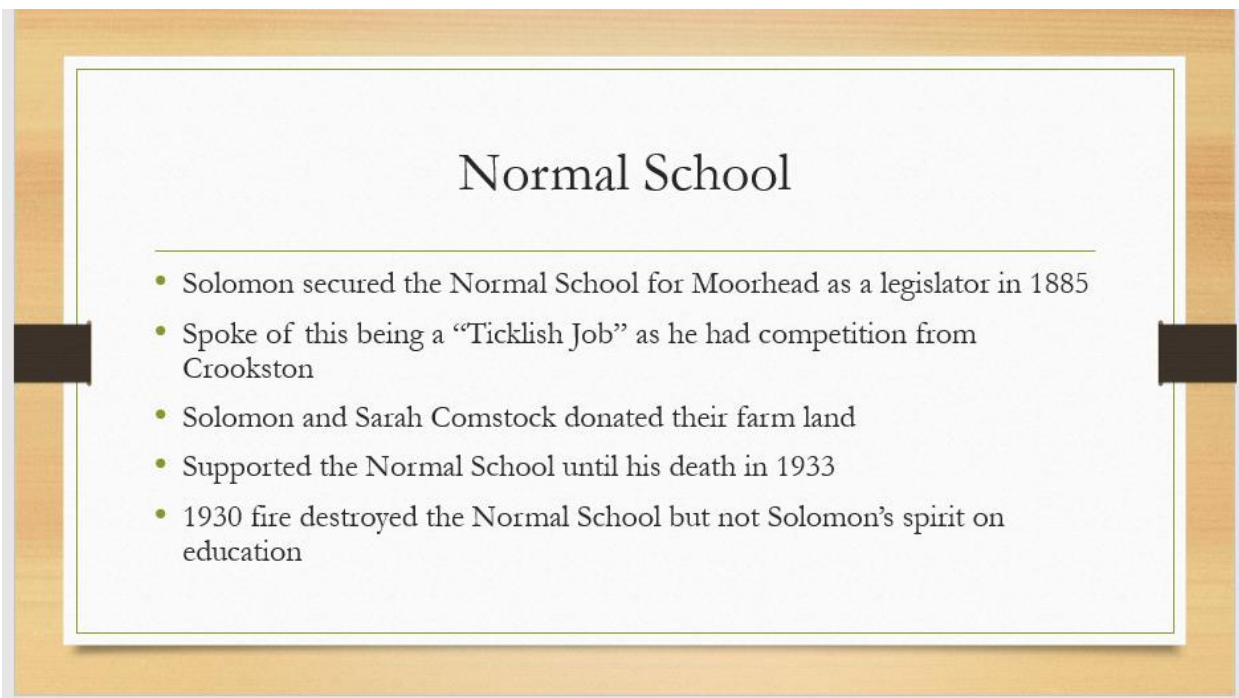 Normal School
• Solomon secured the Normal School for Moorhead as a legislator in 1885
• Spoke of this being a “Ticklish Job” as he had competition from
Crookston
• Solomon and Sarah Comstock donated their farm land
• Supported the Normal School until his death in 1933
• 1930 fire destroyed the Normal School but not Solomon’s spirit on
education